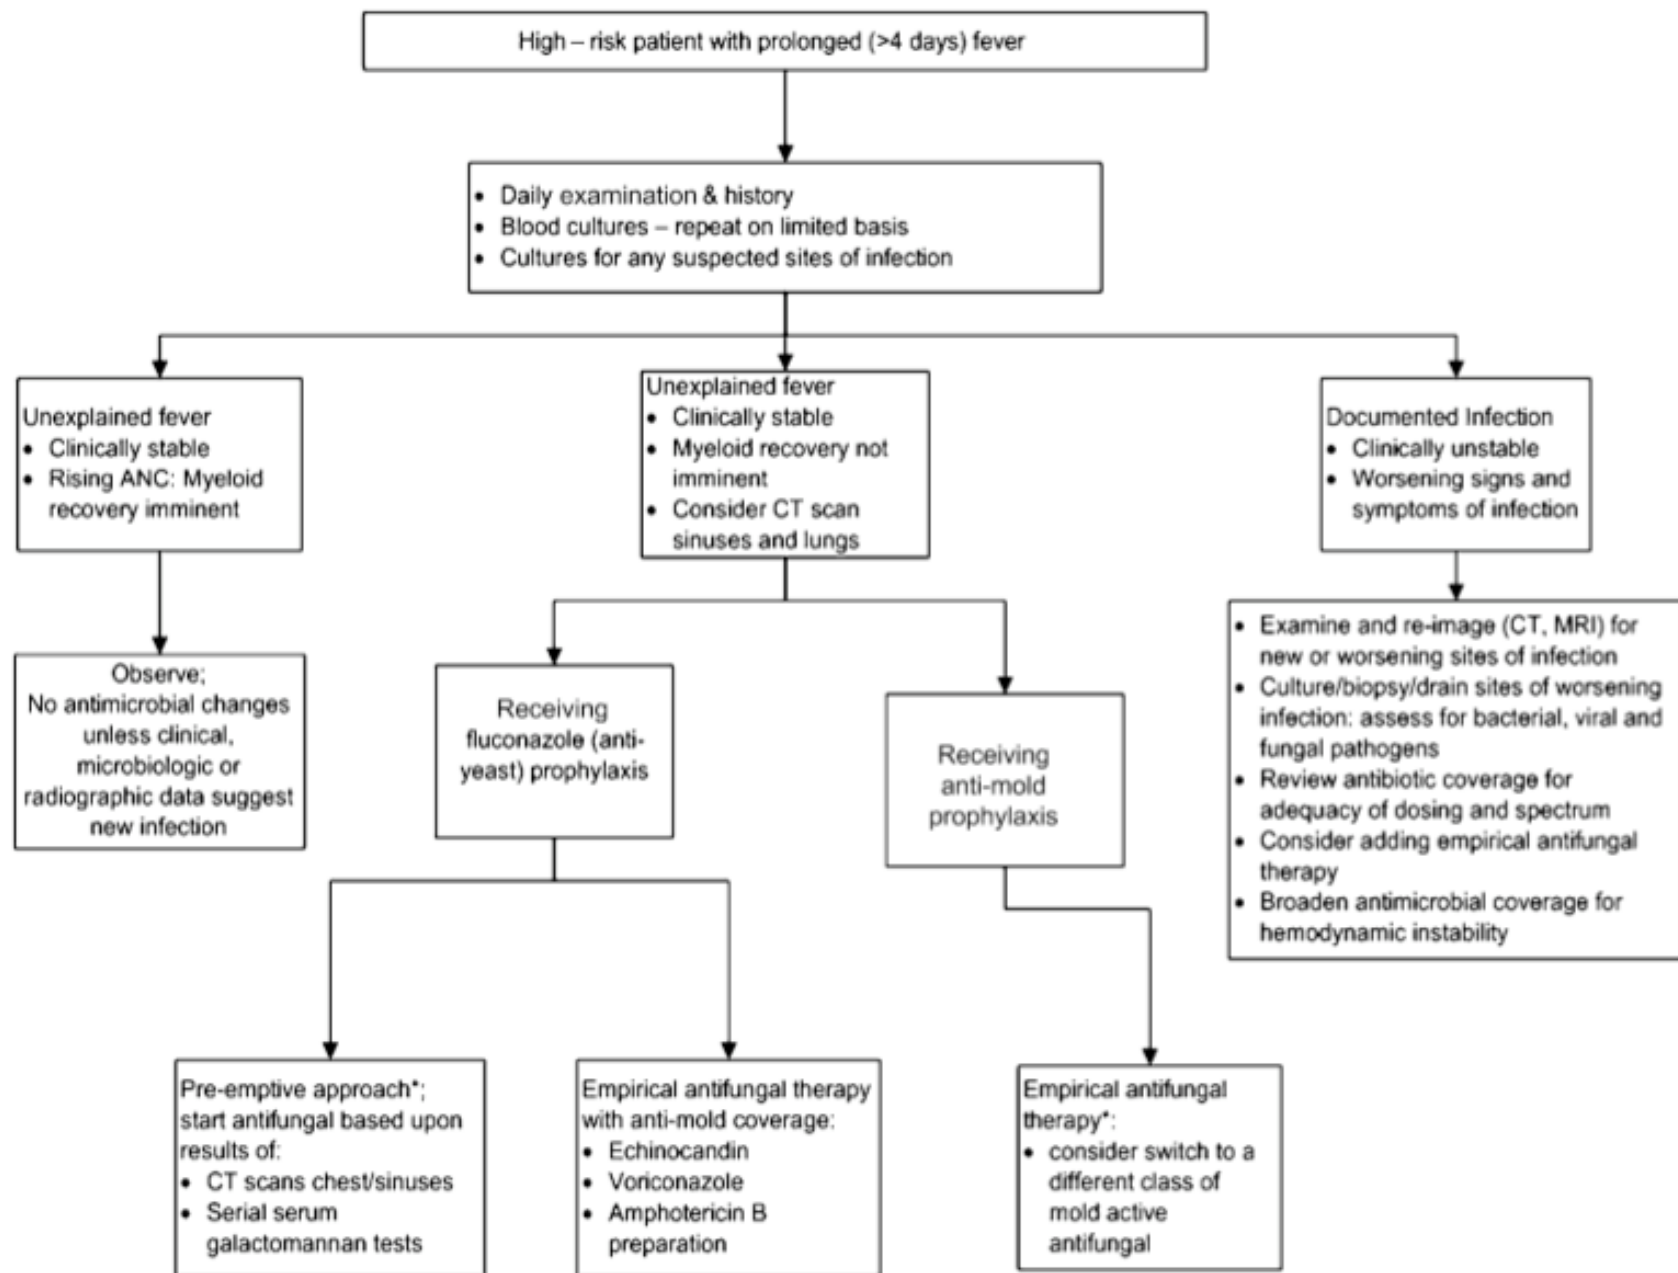 High – risk patient with prolonged (>4 days) fever
• Daily examination & history
• Blood cultures – repeat on limited basis
• Cultures for any suspected sites of infection
Unexplained fever
• Clinically stable
• Rising ANC: Myeloid
recovery imminent
Unexplained fever
• Clinically stable
• Myeloid recovery not
imminent
• Consider CT scan
sinuses and lungs
Documented Infection
• Clinically unstable
• Worsening signs and
symptoms of infection
Observe;
No antimicrobial changes
unless clinical,
microbiologic or
radiographic data suggest
new infection
Receiving
fluconazole (anti-
yeast) prophylaxis
Receiving
anti-mold
prophylaxis
• Examine and re-image (CT, MRI) for
new or worsening sites of infection
• Culture/biopsy/drain sites of worsening
infection: assess for bacterial, viral and
fungal pathogens
• Review antibiotic coverage for
adequacy of dosing and spectrum
• Consider adding empirical antifungal
therapy
• Broaden antimicrobial coverage for
hemodynamic instability
Pre-emptive approach*;
start antifungal based upon
results of:
• CT scans chest/sinuses
• Serial serum
galactomannan tests
Empirical antifungal therapy
with anti-mold coverage:
• Echinocandin
• Voriconazole
• Amphotericin B
preparation
Empirical antifungal
therapy*:
• consider switch to a
different class of
mold active
antifungal